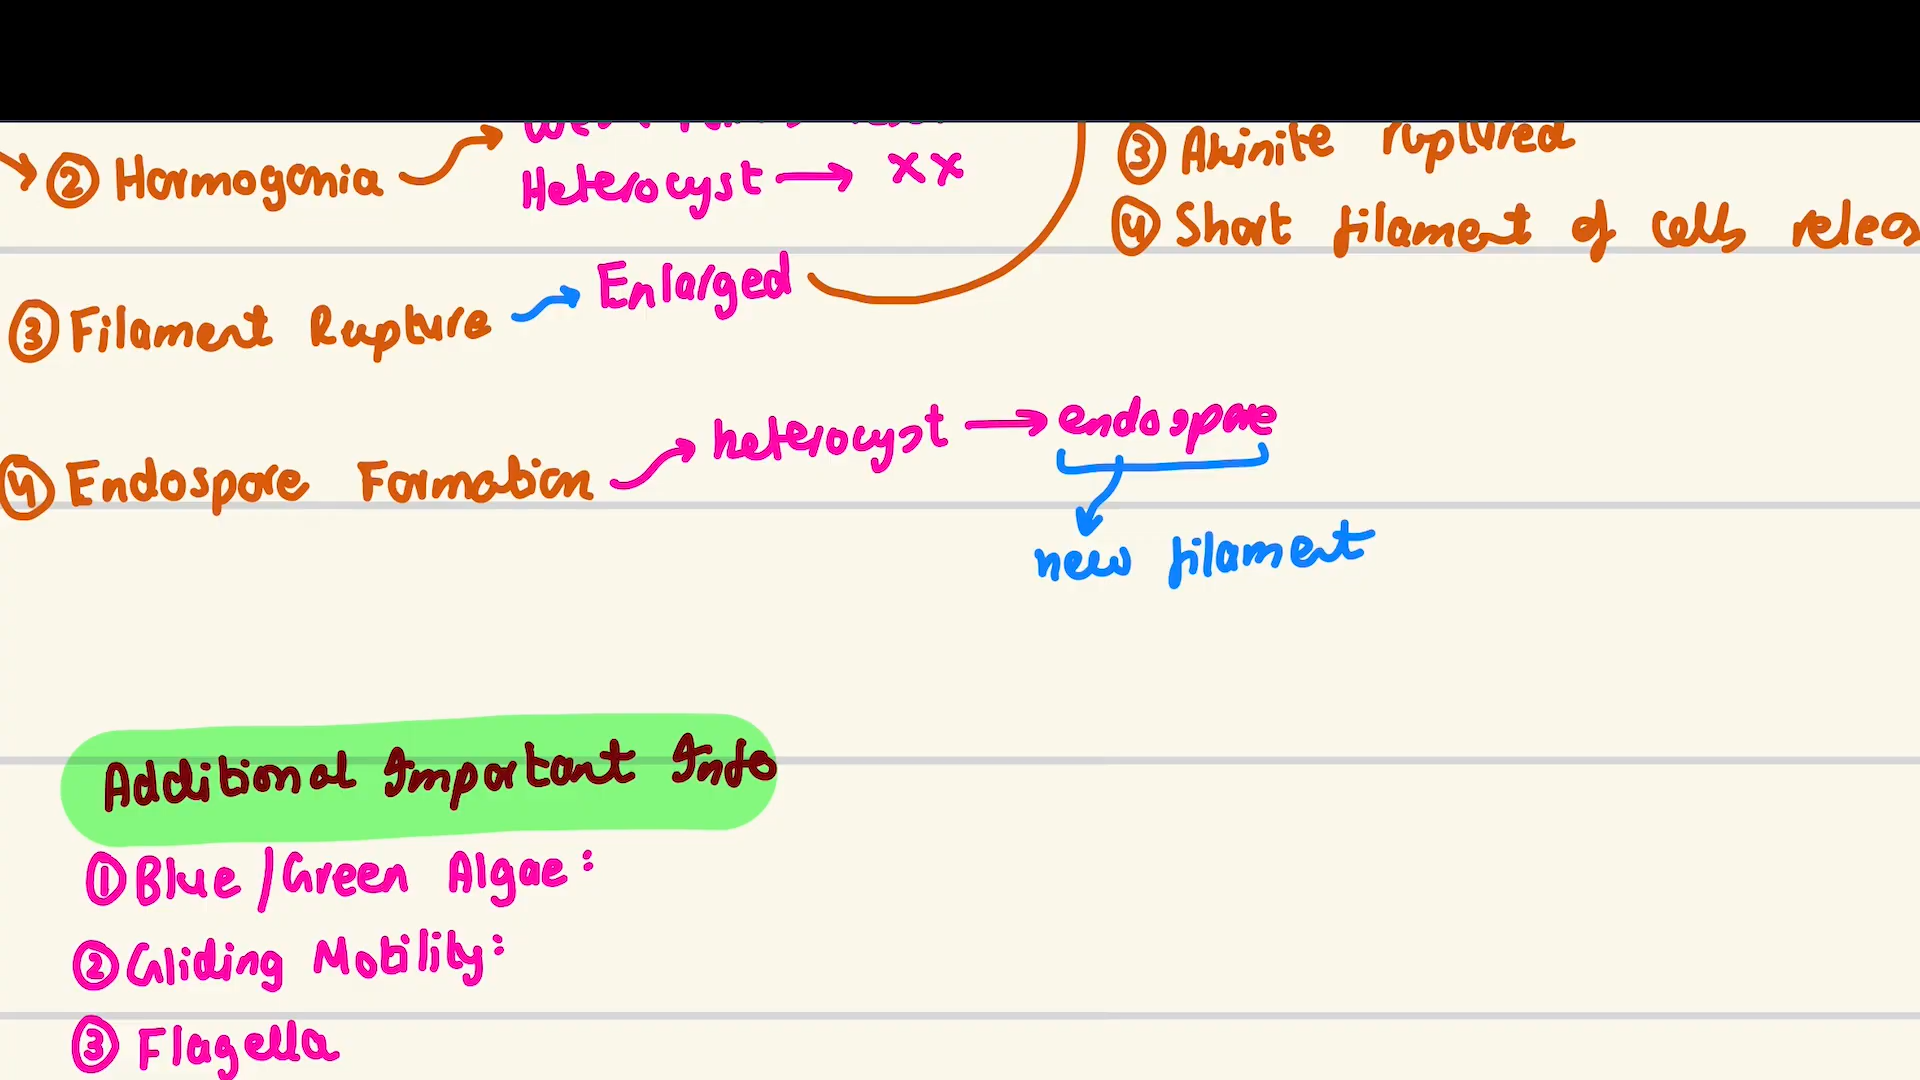 ② Hormogonia →
Heterocyst → xx
③ Akinite ruptured
④ Short filament of cells releas
③ Filament Rupture → Enlarged
④ Endospore Formation → heterocyst → endospore
new filament
Additional Important Info
① Blue/Green Algae:
② Gliding Motility:
③ Flagella